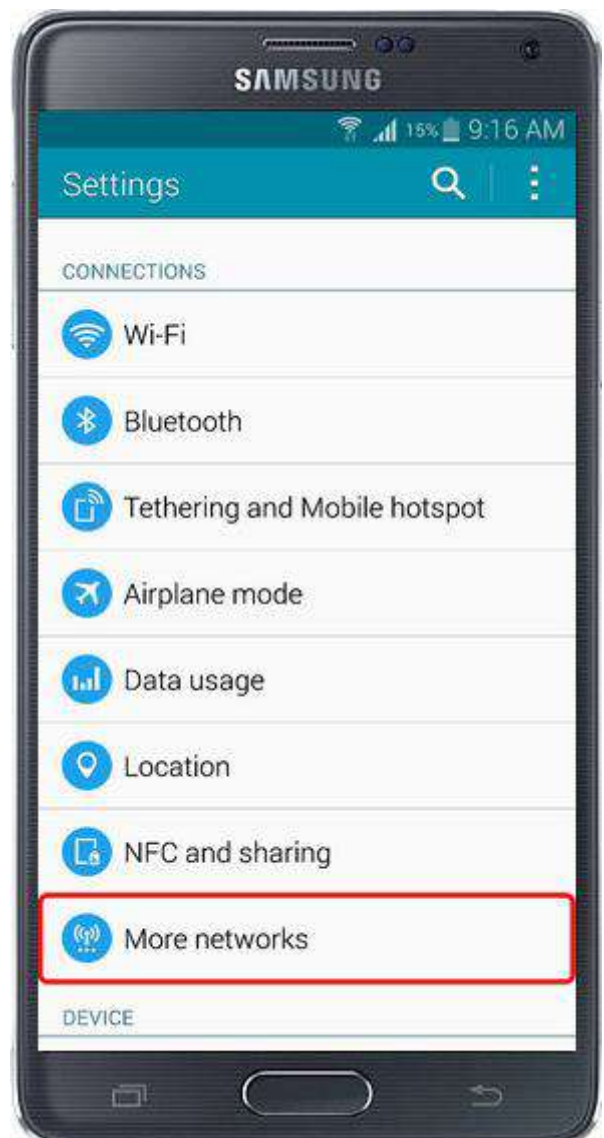 SAMSUNG
15% 9:16 AM
Settings
CONNECTIONS
Wi-Fi
Bluetooth
Tethering and Mobile hotspot
Airplane mode
Data usage
Location
NFC and sharing
More networks
DEVICE